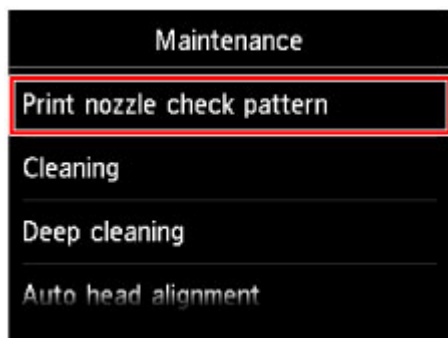 Maintenance
Print nozzle check pattern
Cleaning
Deep cleaning
Auto head alignment